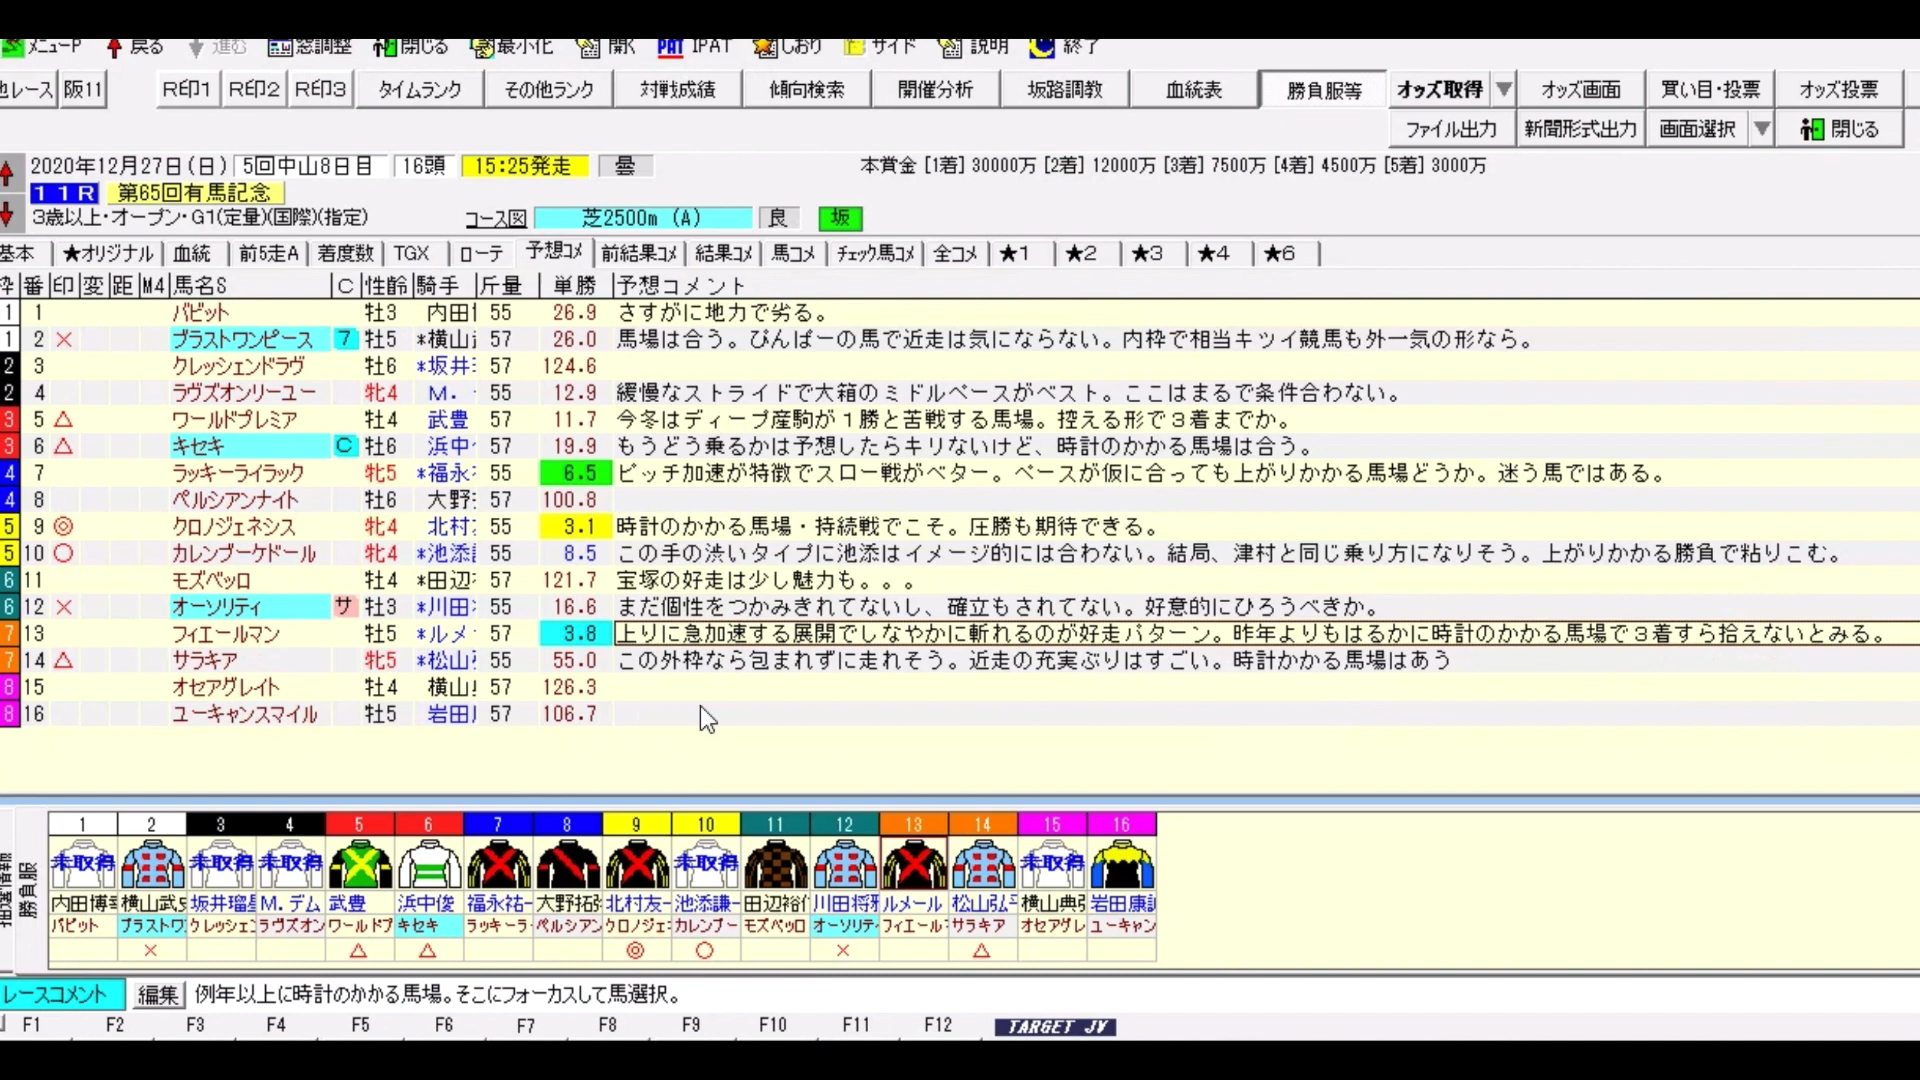 メニューP 戻る 進む 窓調整 閉じる 最小化 開く PAT IPAT しおり サイド 説明 終了
他レース 阪11 R印1 R印2 R印3 タイムランク その他ランク 対戦成績 傾向検索 開催分析 坂路調教 血統表 勝負服等 オッズ取得 オッズ画面 買い目・投票 オッズ投票
ファイル出力 新聞形式出力 画面選択 閉じる
2020年12月27日(日) 5回中山8日目 16頭 15:25発走 曇 本賞金 [1着] 30000万 [2着] 12000万 [3着] 7500万 [4着] 4500万 [5着] 3000万
11R 第65回有馬記念
3歳以上・オープン・G1(定量)(国際)(指定) コース図 芝2500m (A) 良 坂
基本 ★オリジナル 血統 前5走A 着度数 TGX ローテ 予想コメ 前結果コメ 結果コメ 馬コメ チェック馬コメ 全コメ ★1 ★2 ★3 ★4 ★6
枠 番 印 変 距 M4 馬名S C 性齢 騎手 斤量 単勝 予想コメント
1 1 バビット 牡3 内田 55 26.9 さすがに地力で劣る。
1 2 × ブラストワンピース 7 牡5 *横山 57 26.0 馬場は合う。びんぱーの馬で近走は気にならない。内枠で相当キツイ競馬も外一気の形なら。
2 3 クレッシェンドラヴ 牡6 *坂井 57 124.6
2 4 ラヴズオンリーユー 牝4 M. 55 12.9 緩慢なストライドで大箱のミドルペースがベスト。ここはまるで条件合わない。
3 5 △ ワールドプレミア 牡4 武豊 57 11.7 今冬はディープ産駒が1勝と苦戦する馬場。控える形で3着までか。
3 6 △ キセキ C 牡6 浜中 57 19.9 もうどう乗るかは予想したらキリないけど、時計のかかる馬場は合う。
4 7 ラッキーライラック 牝5 *福永 55 6.5 ピッチ加速が特徴でスロー戦がベター。ペースが仮に合っても上がりかかる馬場どうか。迷う馬ではある。
4 8 ペルシアンナイト 牡6 大野 57 100.8
5 9 ◎ クロノジェネシス 牝4 北村 55 3.1 時計のかかる馬場・持続戦でこそ。圧勝も期待できる。
5 10 ○ カレンブーケドール 牝4 *池添 55 8.5 この手の渋いタイプに池添はイメージ的には合わない。結局、津村と同じ乗り方になりそう。上がりかかる勝負で粘りこむ。
6 11 モズベッロ 牡4 *田辺 57 121.7 宝塚の好走は少し魅力も。。。
6 12 × オーソリティ サ 牡3 *川田 55 16.6 まだ個性をつかみきれてないし、確立もされてない。好意的にひろうべきか。
7 13 フィエールマン 牡5 *ルメ 57 3.8 上りに急加速する展開でしなやかに斬れるのが好走パターン。昨年よりもはるかに時計のかかる馬場で3着すら拾えないとみる。
7 14 △ サラキア 牝5 *松山 55 55.0 この外枠なら包まれずに走れそう。近走の充実ぶりはすごい。時計かかる馬場はあう
8 15 オセアグレイト 牡4 横山 57 126.3
8 16 ユーキャンスマイル 牡5 岩田 57 106.7
1 2 3 4 5 6 7 8 9 10 11 12 13 14 15 16
未取得 未取得 未取得 未取得 未取得
勝負服
内田博幸 横山武史 坂井瑠星 M.デム 武豊 浜中俊 福永祐一 大野拓弥 北村友一 池添謙一 田辺裕信 川田将雅 ルメール 松山弘平 横山典弘 岩田康誠
バビット ブラストワ クレッシェン ラヴズオン ワールドプ キセキ ラッキーラ ペルシアン クロノジェ カレンブー モズベッロ オーソリテ フィエール サラキア オセアグレ ユーキャン
× △ △ ◎ ○ × △
レースコメント 編集 例年以上に時計のかかる馬場。そこにフォーカスして馬選択。
F1 F2 F3 F4 F5 F6 F7 F8 F9 F10 F11 F12 TARGET JV